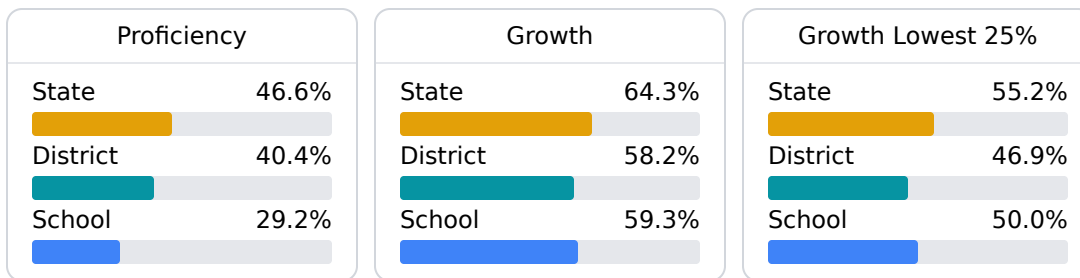 Proficiency
State 46.6%
District 40.4%
School 29.2%
Growth
State 64.3%
District 58.2%
School 59.3%
Growth Lowest 25%
State 55.2%
District 46.9%
School 50.0%